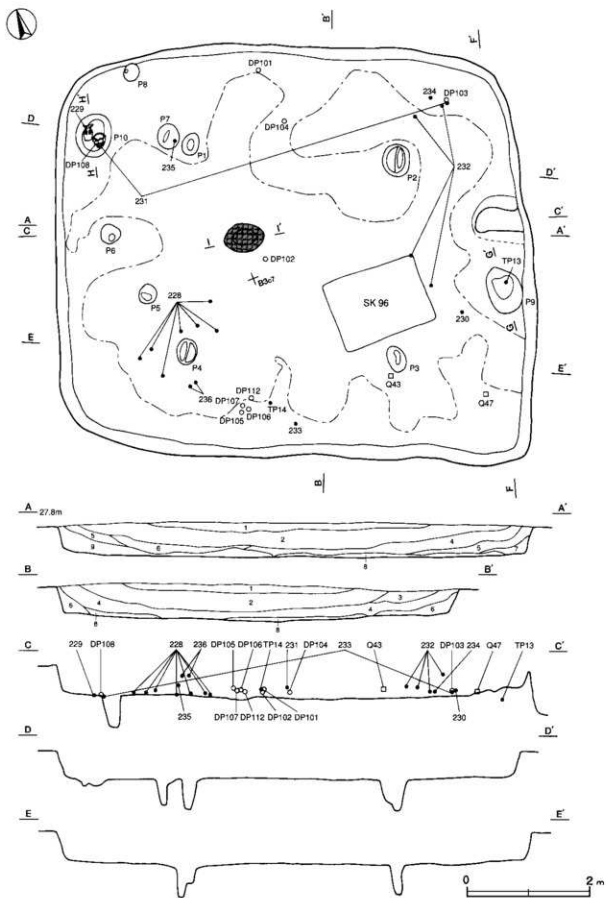 B'
F'
P8
DP101
234 DP103
229 H
D P7 DP104
P10 P1
DP108 235 P2 232
H D'
231
C'
A I I' A'
C
P6 DP102 G' TP13
B3c7
SK 96
228 P9
P5 230 G
E P4 P3 E'
DP112 Q43
DP107 Q47
236 DP106 TP14
DP105
233
B F
A 27.8m A'
1
5 2 4
9 6 5 7
8
B B'
1
6 4 2 3
4 6
8 8
C C'
229 DP108 228 236 DP105 DP106 TP14 231 DP104 233 Q43 232 DP103 234 Q47 TP13
235 DP107 DP112 DP102 DP101 230
D D'
E E'
0 2 m